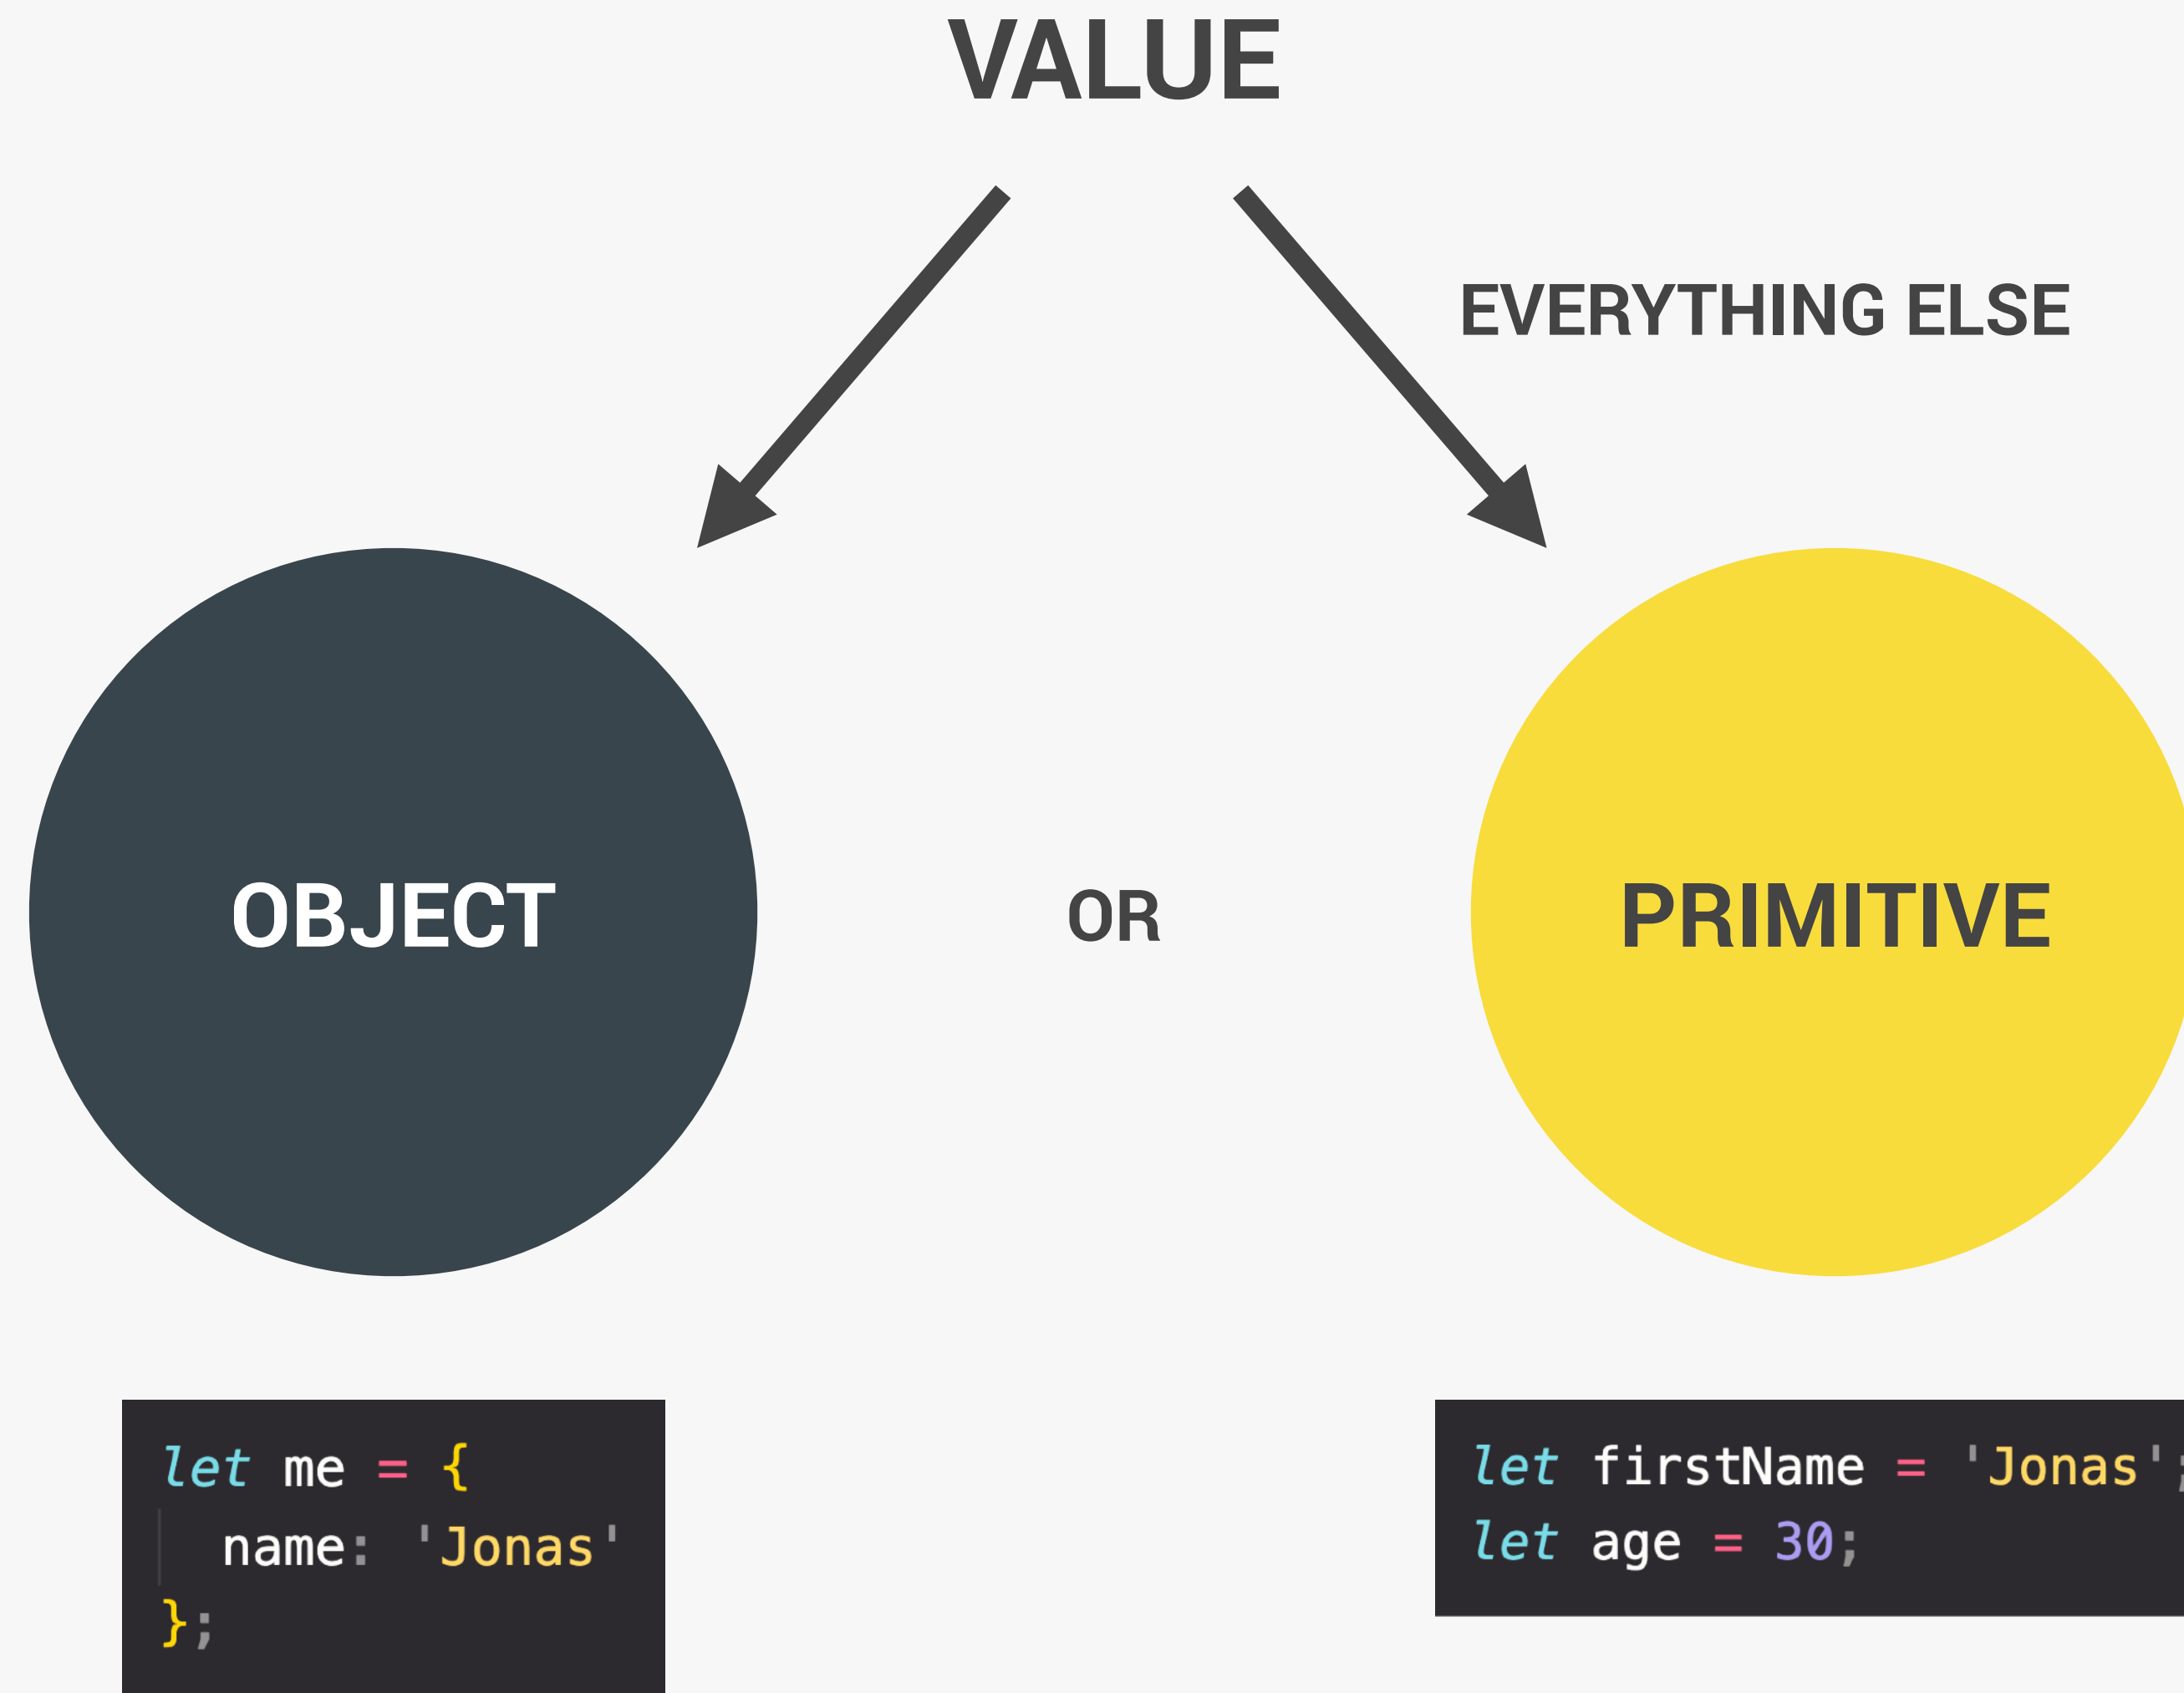 VALUE
EVERYTHING ELSE
OBJECT
OR
PRIMITIVE
let me = {
name: 'Jonas'
};
let firstName = 'Jonas';
let age = 30;